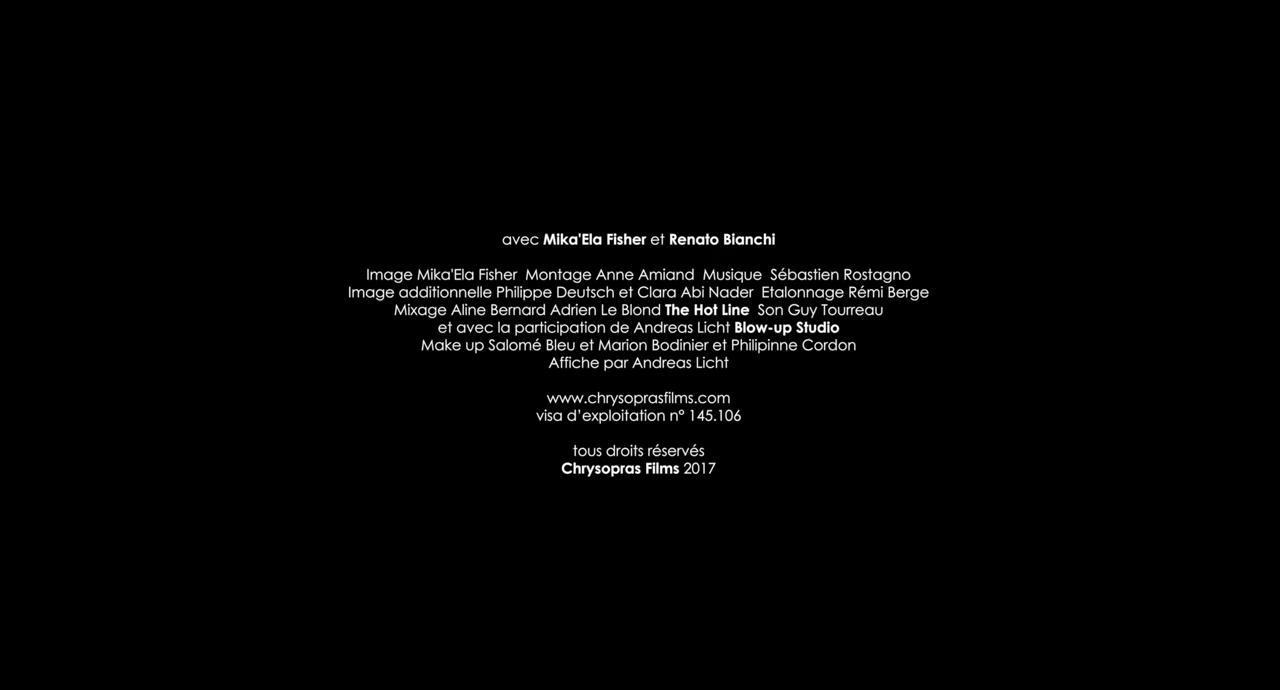 avec Mika'Ela Fisher et Renato Bianchi
Image Mika'Ela Fisher Montage Anne Amiand Musique Sébastien Rostagno
Image additionnelle Philippe Deutsch et Clara Abi Nader Etalonnage Rémi Berge
Mixage Aline Bernard Adrien Le Blond The Hot Line Son Guy Tourreau
et avec la participation de Andreas Licht Blow-up Studio
Make up Salomé Bleu et Marion Bodinier et Philipinne Cordon
Affiche par Andreas Licht
www.chrysoprasfilms.com
visa d'exploitation n° 145.106
tous droits réservés
Chrysopras Films 2017